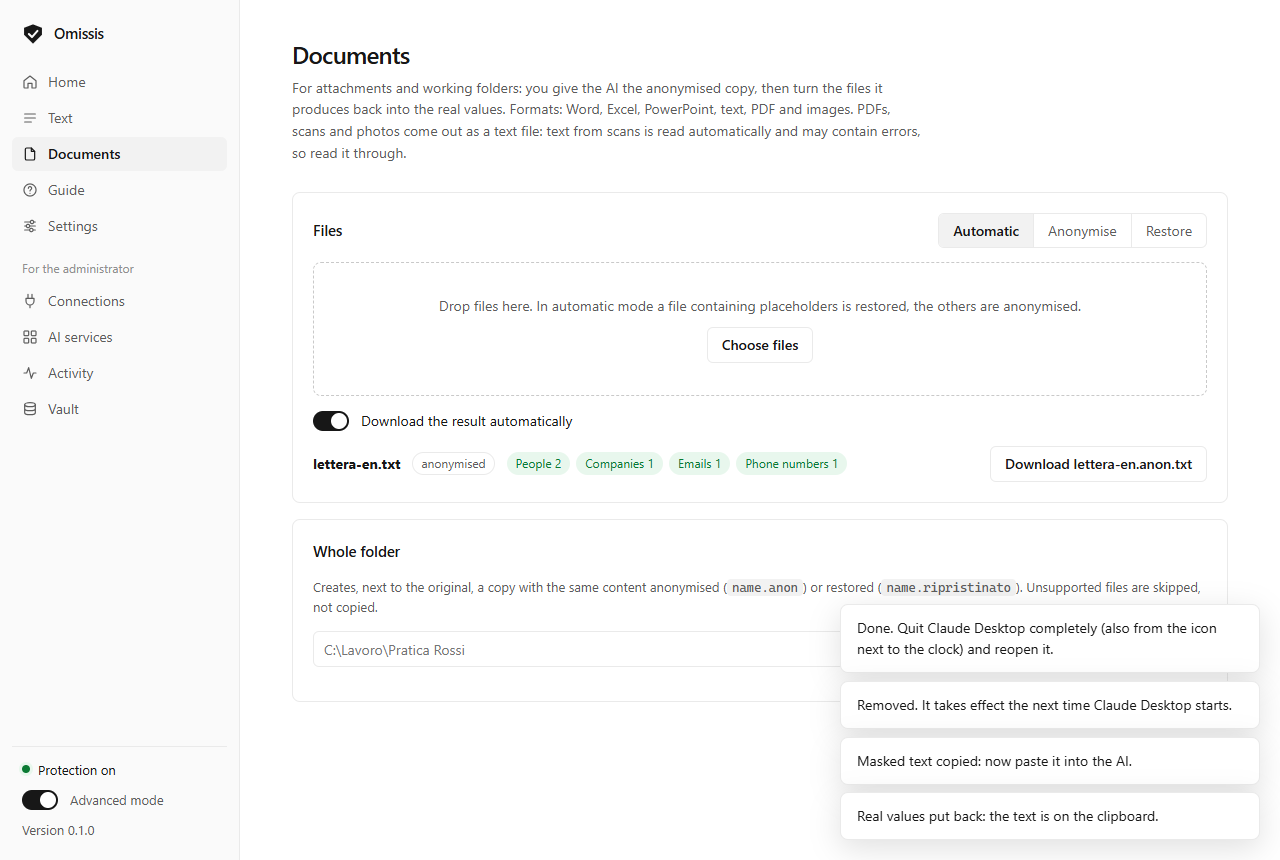 Omissis
Home
Text
Documents
Guide
Settings
For the administrator
Connections
AI services
Activity
Vault
Protection on
Advanced mode
Version 0.1.0
Documents
For attachments and working folders: you give the AI the anonymised copy, then turn the files it
produces back into the real values. Formats: Word, Excel, PowerPoint, text, PDF and images. PDFs,
scans and photos come out as a text file: text from scans is read automatically and may contain errors,
so read it through.
Files
Automatic Anonymise Restore
Drop files here. In automatic mode a file containing placeholders is restored, the others are anonymised.
Choose files
Download the result automatically
lettera-en.txt anonymised People 2 Companies 1 Emails 1 Phone numbers 1 Download lettera-en.anon.txt
Whole folder
Creates, next to the original, a copy with the same content anonymised ( name.anon ) or restored ( name.ripristinato ). Unsupported files are skipped,
not copied.
C:\Lavoro\Pratica Rossi
Done. Quit Claude Desktop completely (also from the icon
next to the clock) and reopen it.
Removed. It takes effect the next time Claude Desktop starts.
Masked text copied: now paste it into the AI.
Real values put back: the text is on the clipboard.